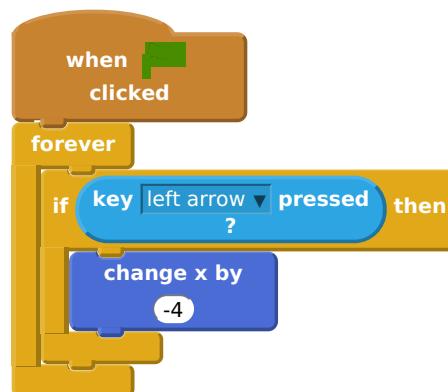 when
clicked
forever
if key left arrow ▼ pressed then
?
change x by
-4